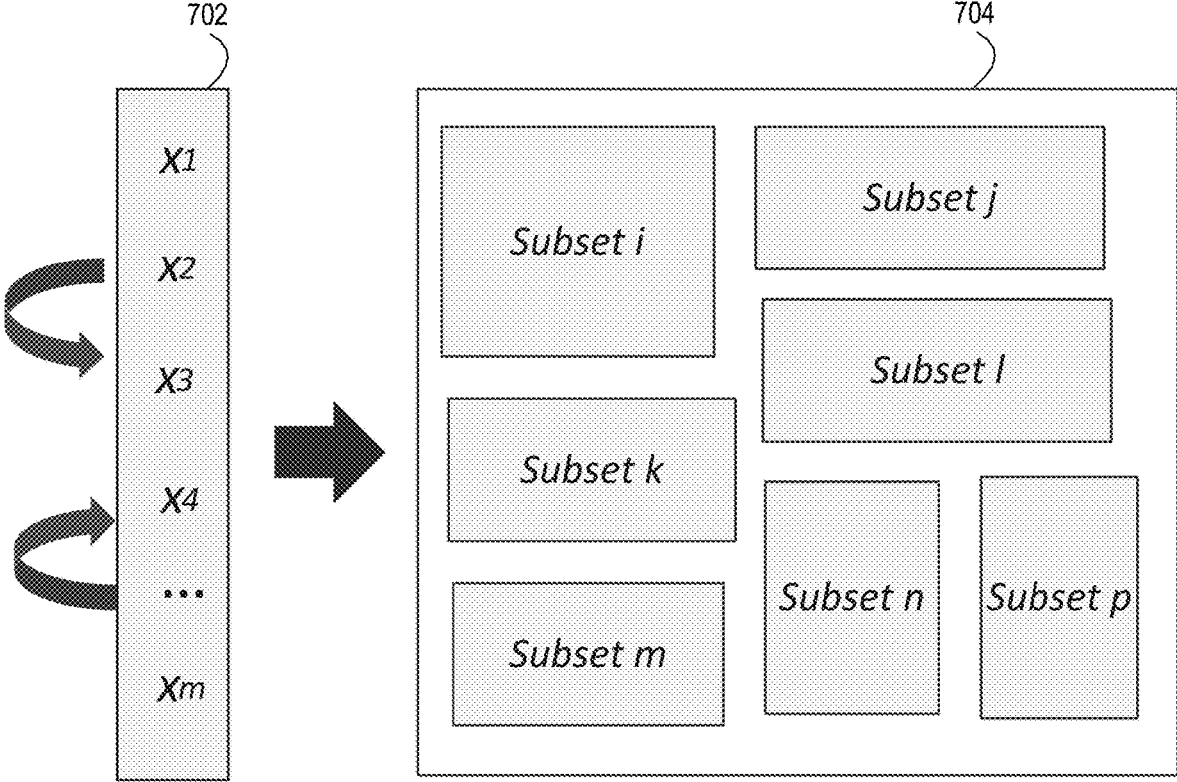 702
704
X1
X2
X3
X4
...
Xm
Subset i
Subset j
Subset l
Subset k
Subset m
Subset n
Subset p